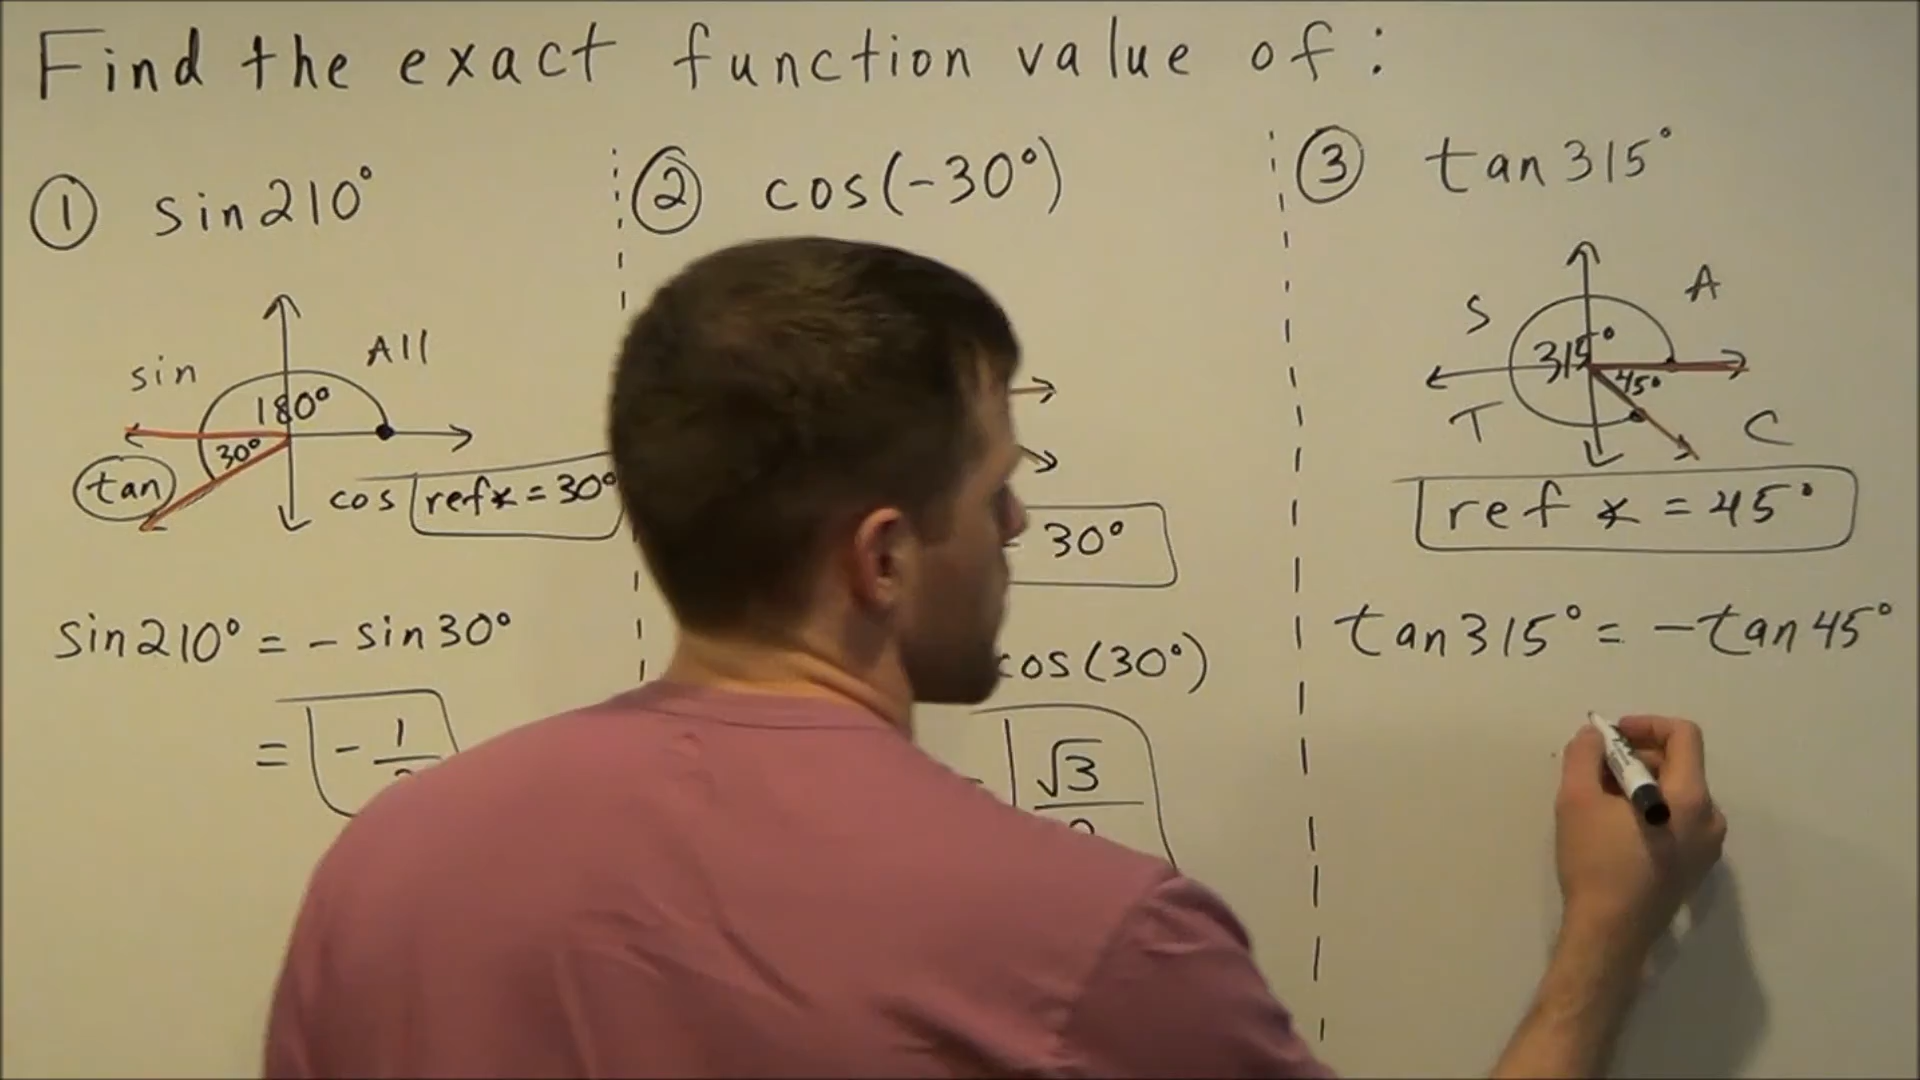 Find the exact function value of:
① sin210°
sin
All
180°
30°
tan
cos
ref∡ = 30°
sin210° = - sin30°
= - 1
② cos(-30°)
30°
cos(30°)
√3
③ tan315°
S
A
315°
45°
T
C
ref ∡ = 45°
tan315° = -tan45°